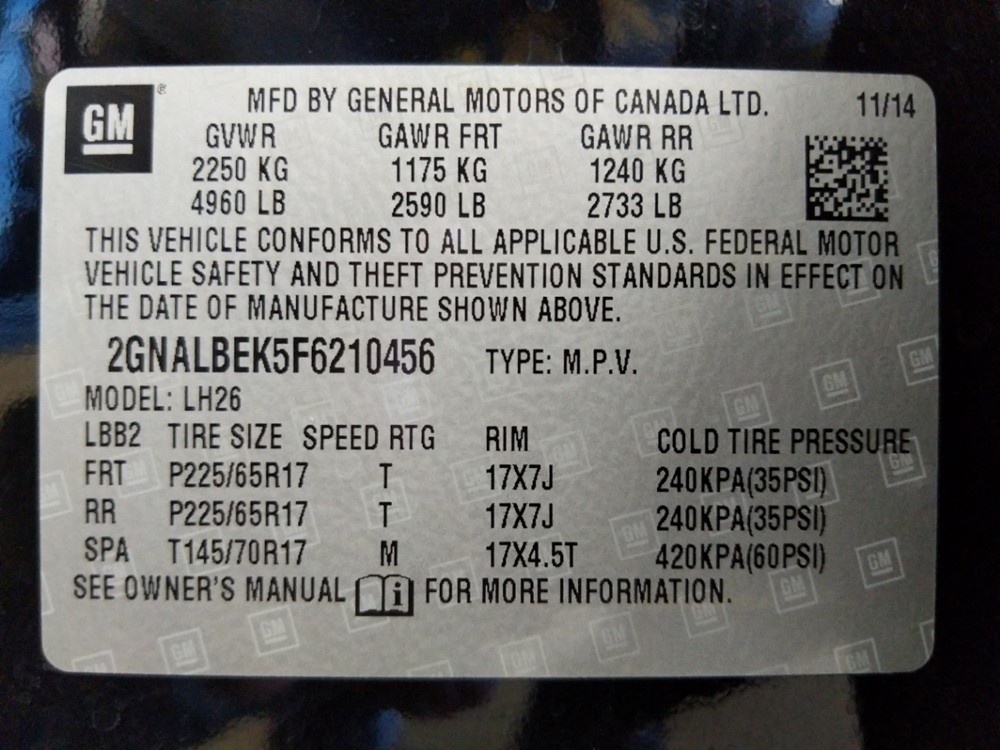 GM® MFD BY GENERAL MOTORS OF CANADA LTD. 11/14
GVWR GAWR FRT GAWR RR
2250 KG 1175 KG 1240 KG
4960 LB 2590 LB 2733 LB
THIS VEHICLE CONFORMS TO ALL APPLICABLE U.S. FEDERAL MOTOR
VEHICLE SAFETY AND THEFT PREVENTION STANDARDS IN EFFECT ON
THE DATE OF MANUFACTURE SHOWN ABOVE.
2GNALBEK5F6210456 TYPE: M.P.V.
MODEL: LH26
LBB2 TIRE SIZE SPEED RTG RIM COLD TIRE PRESSURE
FRT P225/65R17 T 17X7J 240KPA(35PSI)
RR P225/65R17 T 17X7J 240KPA(35PSI)
SPA T145/70R17 M 17X4.5T 420KPA(60PSI)
SEE OWNER'S MANUAL i FOR MORE INFORMATION.